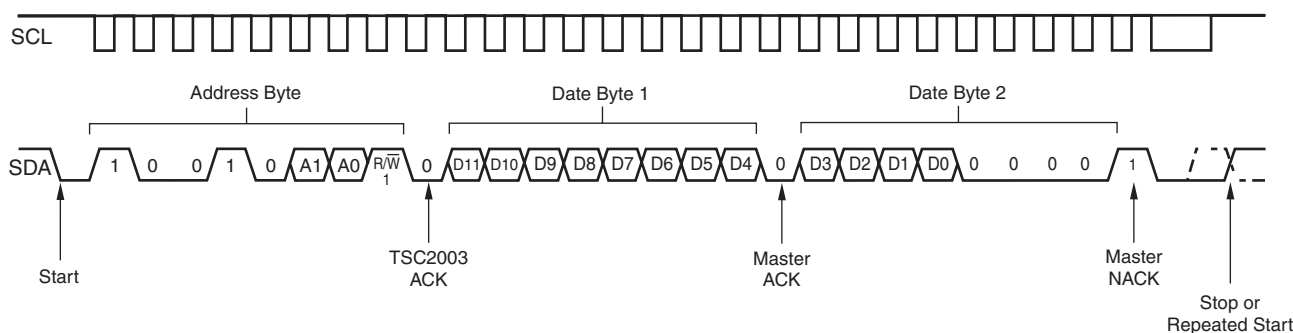 SCL
Address Byte Date Byte 1 Date Byte 2
SDA 1 0 0 1 0 A1 A0 R/W̅ 1 0 D11 D10 D9 D8 D7 D6 D5 D4 0 D3 D2 D1 D0 0 0 0 0 1
Start
TSC2003
ACK
Master
ACK
Master
NACK
Stop or
Repeated Start